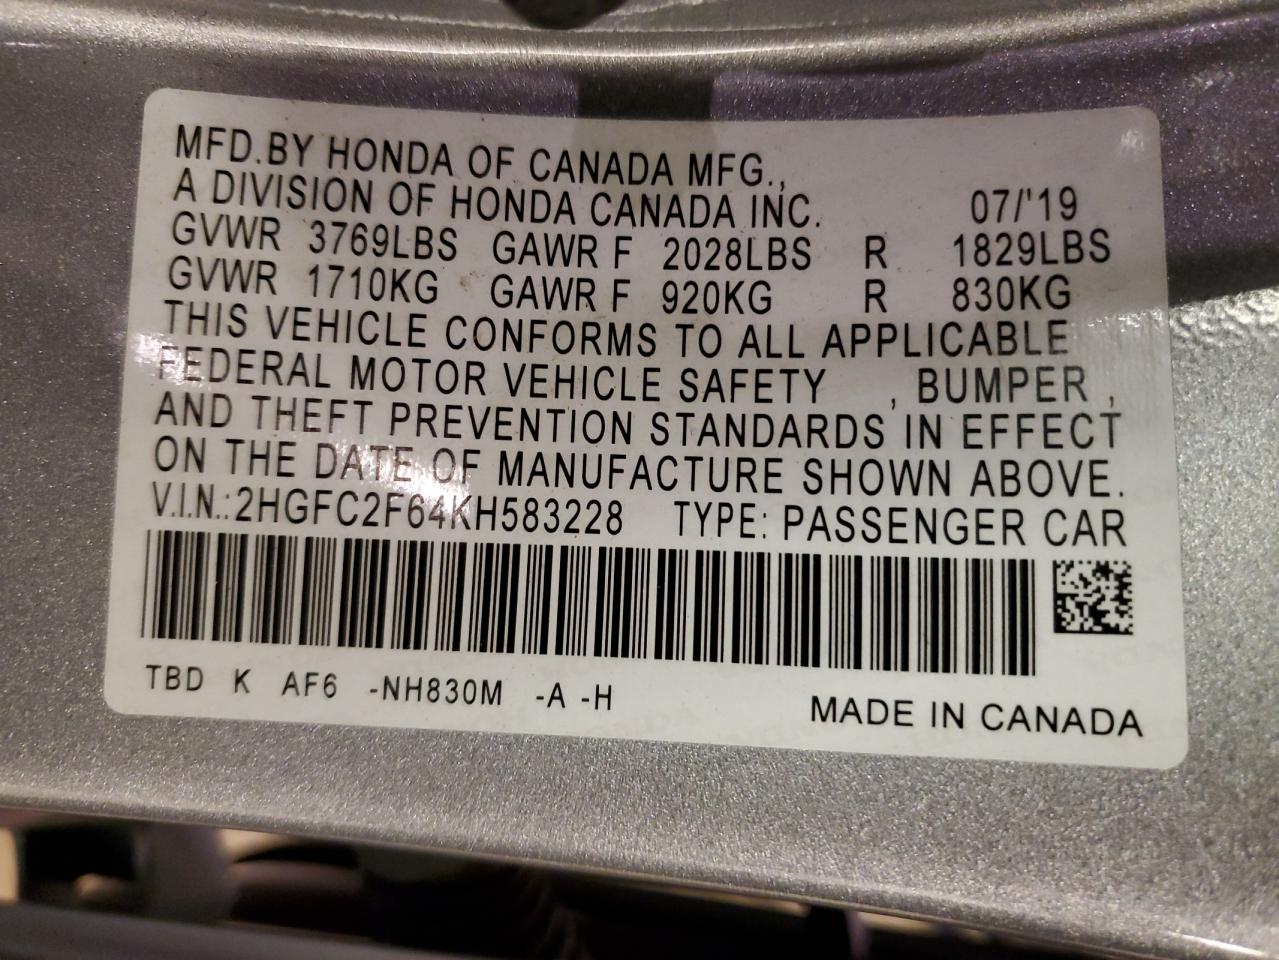 MFD.BY HONDA OF CANADA MFG.,
A DIVISION OF HONDA CANADA INC. 07/'19
GVWR 3769LBS GAWR F 2028LBS R 1829LBS
GVWR 1710KG GAWR F 920KG R 830KG
THIS VEHICLE CONFORMS TO ALL APPLICABLE
FEDERAL MOTOR VEHICLE SAFETY , BUMPER ,
AND THEFT PREVENTION STANDARDS IN EFFECT
ON THE DATE OF MANUFACTURE SHOWN ABOVE.
V.I.N.:2HGFC2F64KH583228 TYPE: PASSENGER CAR
TBD K AF6 -NH830M -A -H
MADE IN CANADA